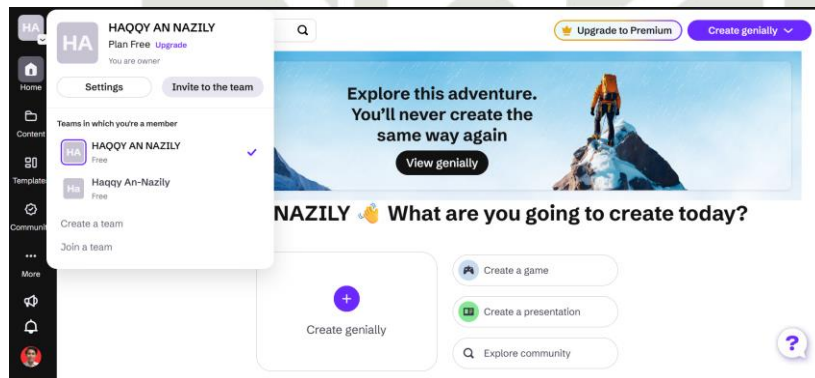 HA
Home
Content
Template
Communit
More
HA
HAQQY AN NAZILY
Plan Free Upgrade
You are owner
Settings
Invite to the team
Teams in which you're a member
HA
HAQQY AN NAZILY
Free
Ha
Haqqy An-Nazily
Free
Create a team
Join a team
Upgrade to Premium
Create genially
Explore this adventure.
You'll never create the
same way again
View genially
NAZILY 👋 What are you going to create today?
Create genially
Create a game
Create a presentation
Explore community
?